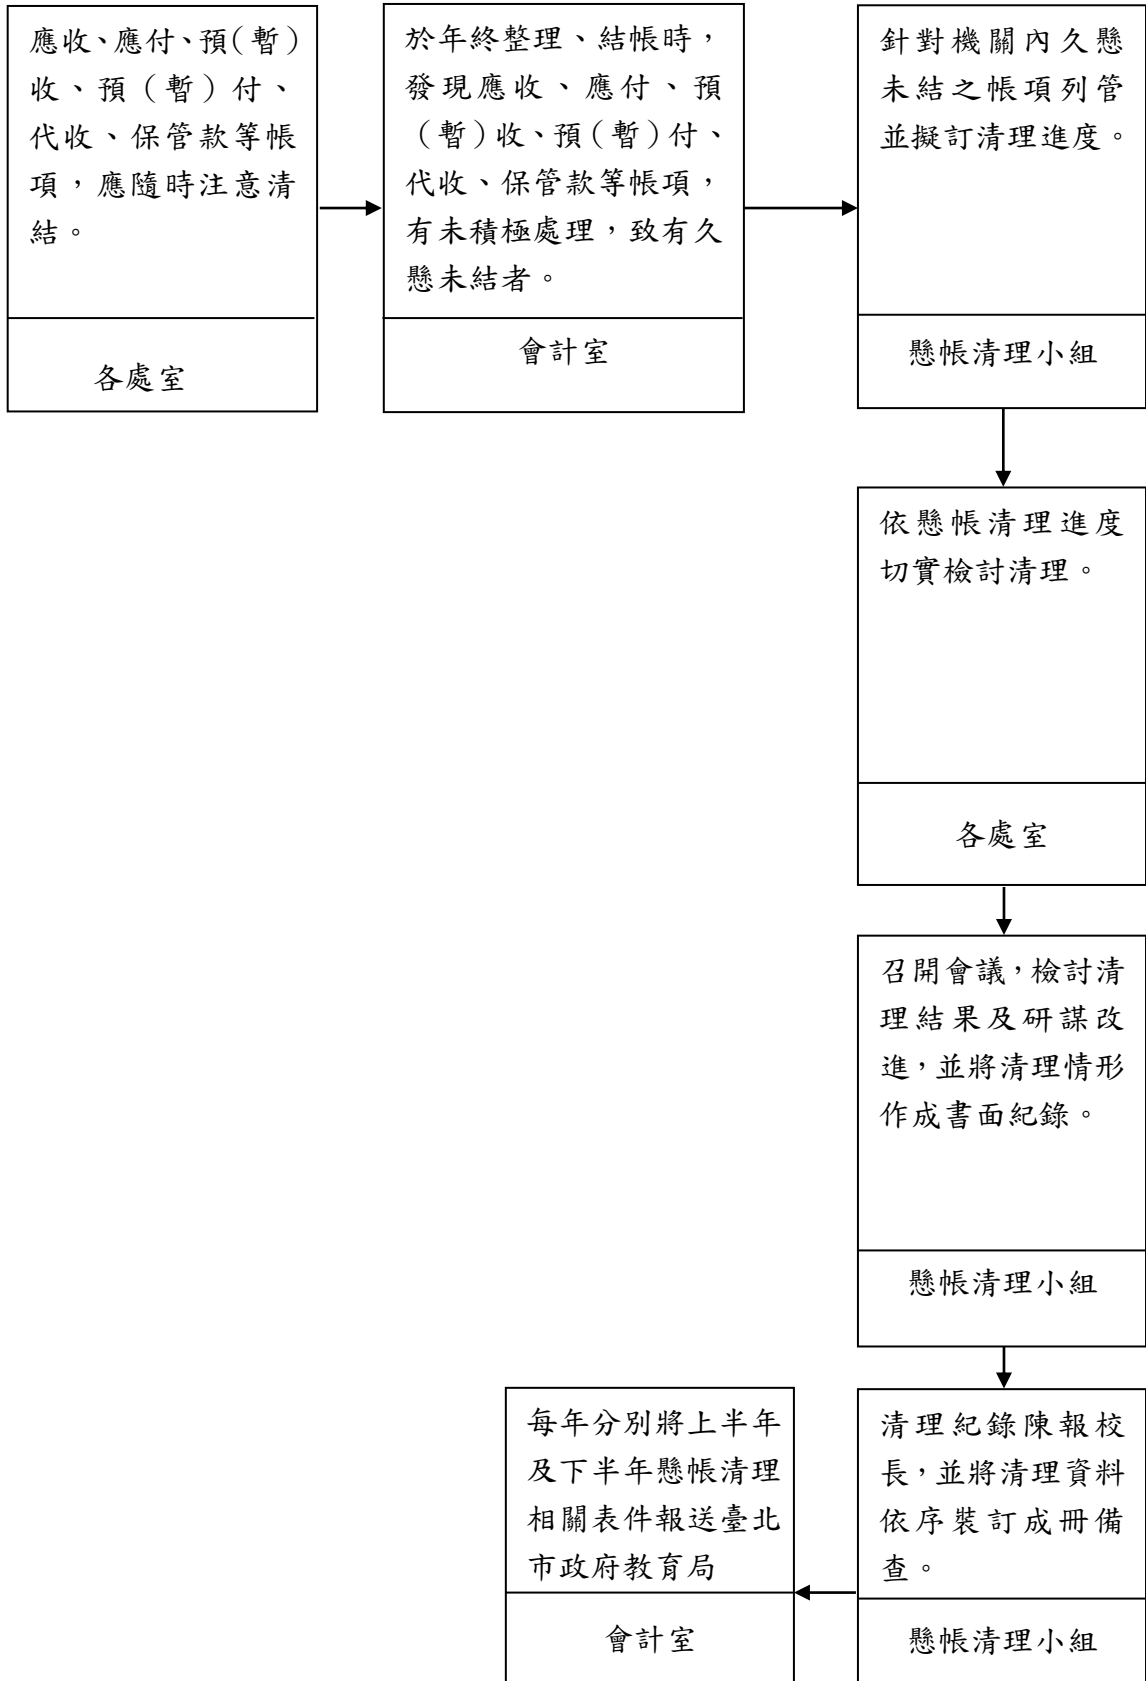 應收、應付、預(暫)
收、預（暫）付、
代收、保管款等帳
項，應隨時注意清
結。
各處室
於年終整理、結帳時，
發現應收、應付、預
（暫）收、預（暫）付、
代收、保管款等帳項，
有未積極處理，致有久
懸未結者。
會計室
針對機關內久懸
未結之帳項列管
並擬訂清理進度。
懸帳清理小組
依懸帳清理進度
切實檢討清理。
各處室
召開會議，檢討清
理結果及研謀改
進，並將清理情形
作成書面紀錄。
懸帳清理小組
清理紀錄陳報校
長，並將清理資料
依序裝訂成冊備
查。
懸帳清理小組
每年分別將上半年
及下半年懸帳清理
相關表件報送臺北
市政府教育局
會計室